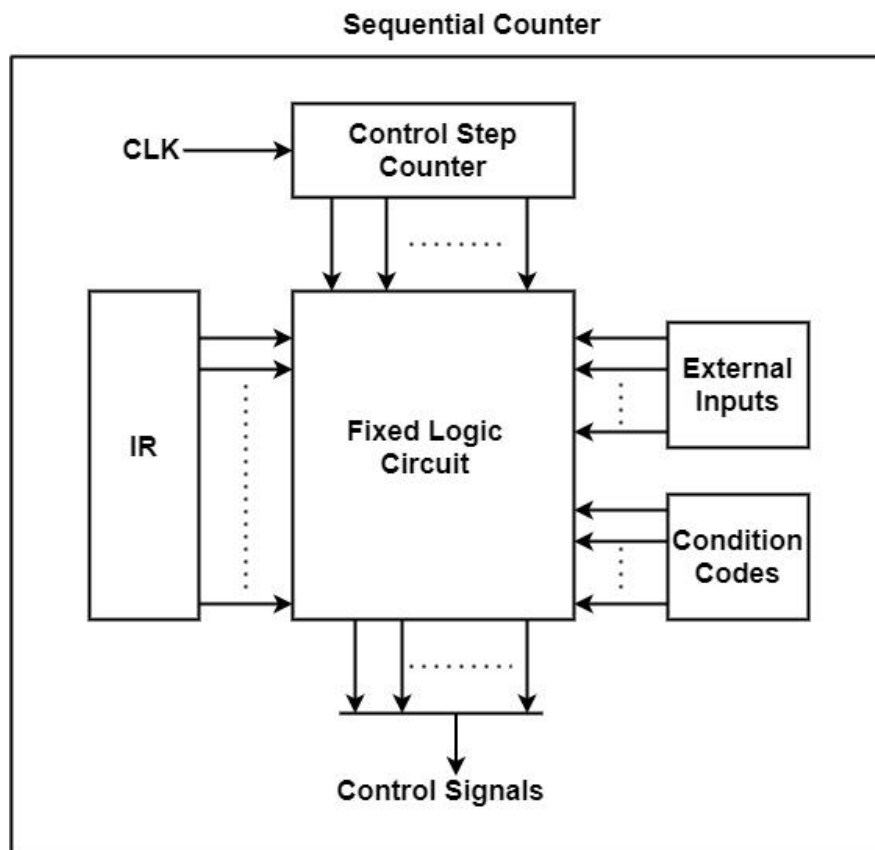 Sequential Counter
CLK
Control Step
Counter
IR
Fixed Logic
Circuit
External
Inputs
Condition
Codes
Control Signals